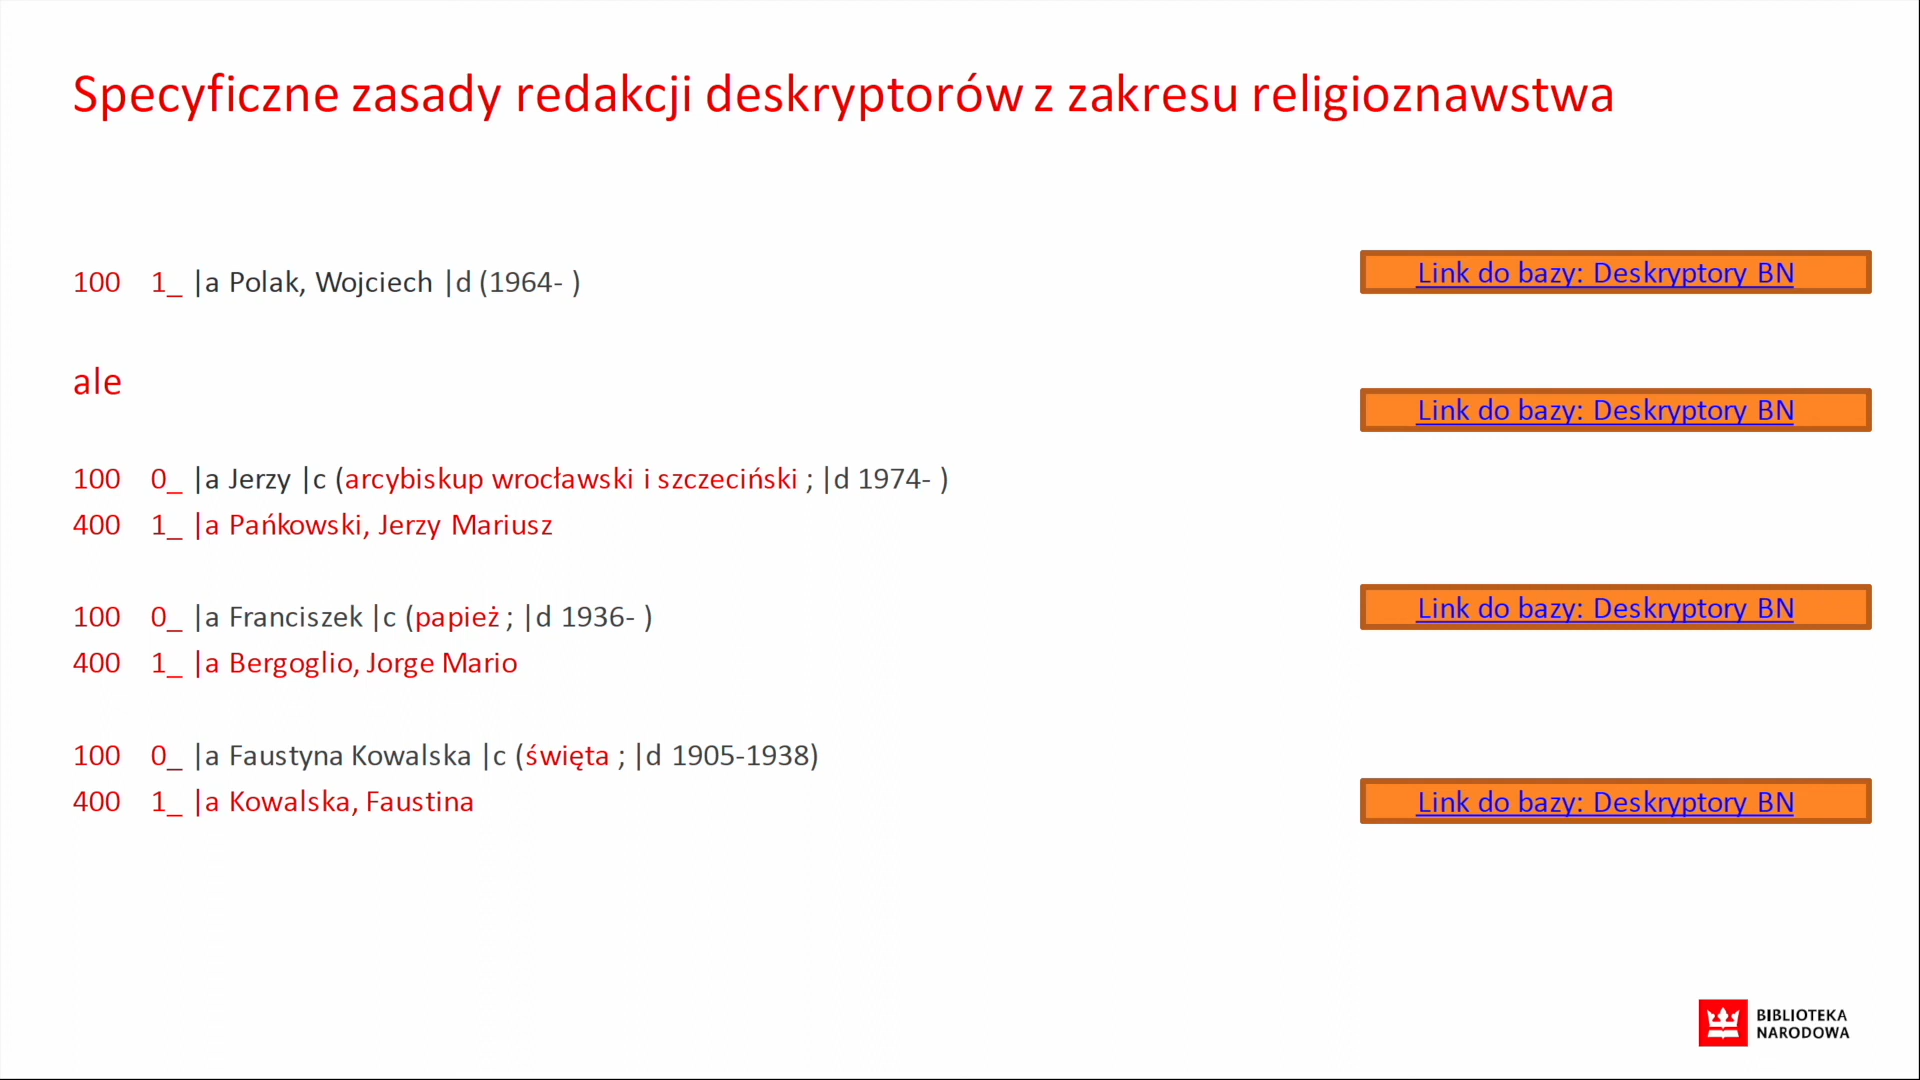 Specyficzne zasady redakcji deskryptorów z zakresu religioznawstwa
100 1_ |a Polak, Wojciech |d (1964- )
Link do bazy: Deskryptory BN
ale
Link do bazy: Deskryptory BN
100 0_ |a Jerzy |c (arcybiskup wrocławski i szczeciński ; |d 1974- )
400 1_ |a Pańkowski, Jerzy Mariusz
100 0_ |a Franciszek |c (papież ; |d 1936- )
Link do bazy: Deskryptory BN
400 1_ |a Bergoglio, Jorge Mario
100 0_ |a Faustyna Kowalska |c (święta ; |d 1905-1938)
400 1_ |a Kowalska, Faustina
Link do bazy: Deskryptory BN
BIBLIOTEKA
NARODOWA